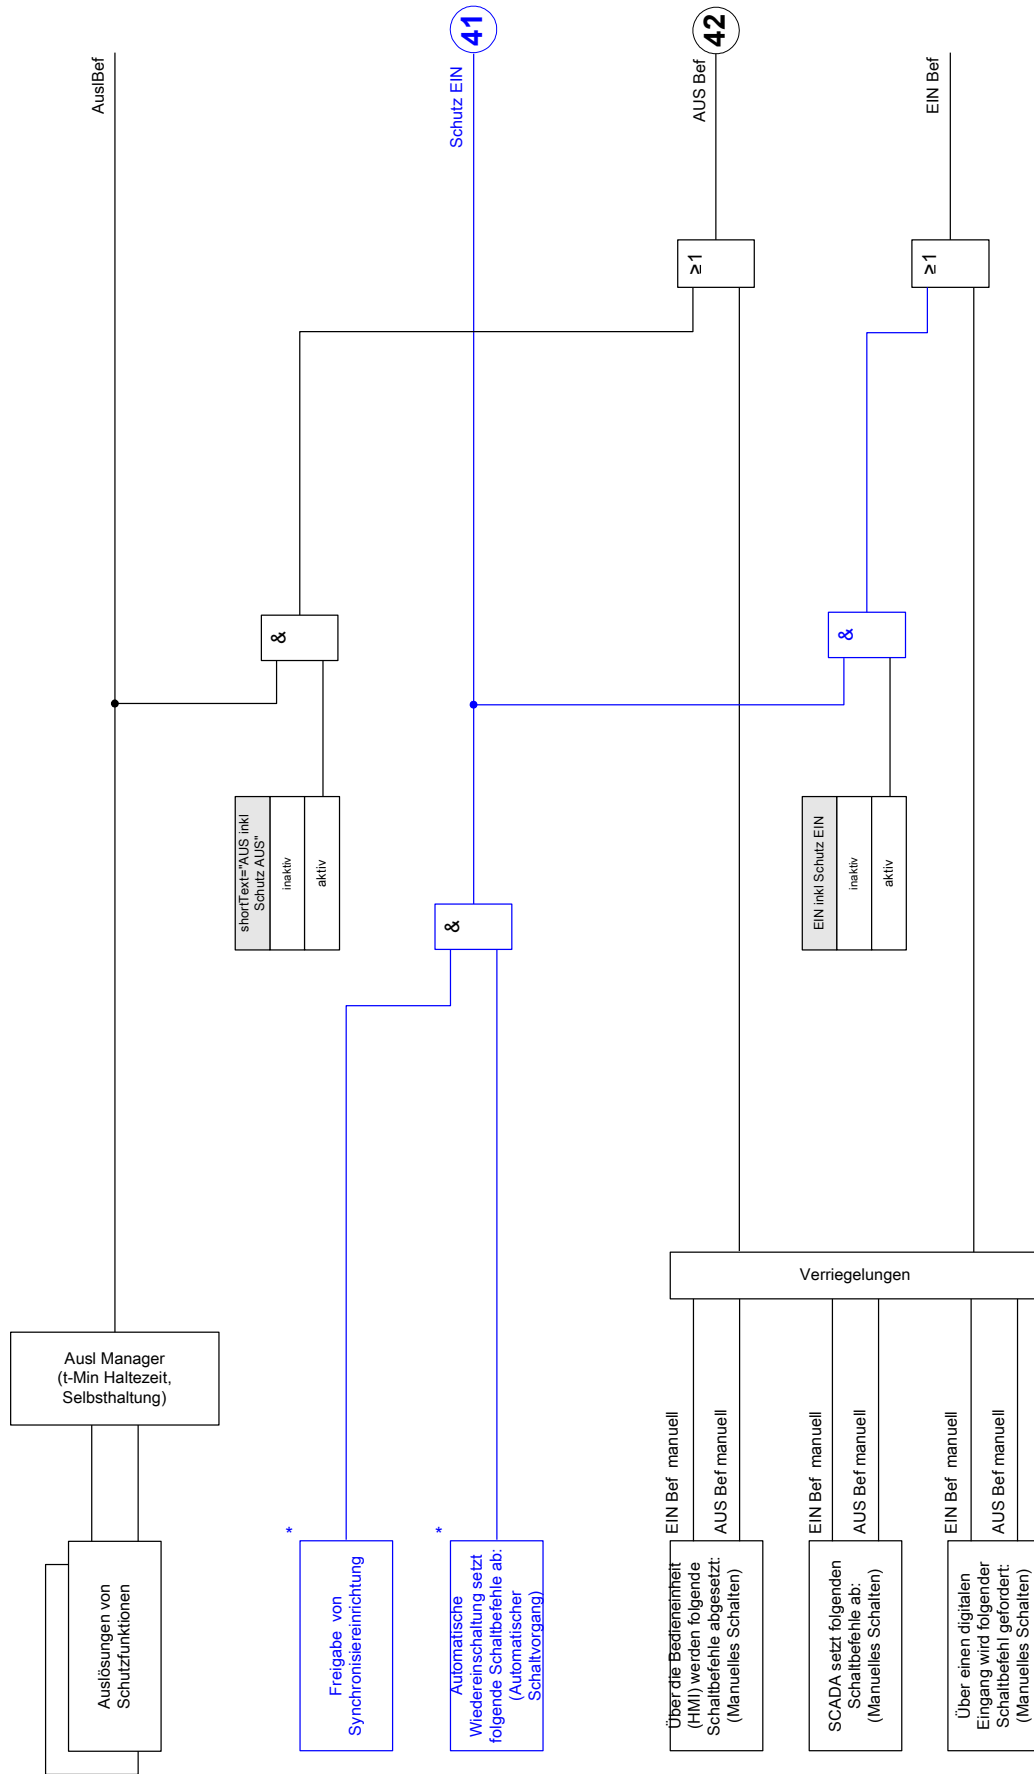 Auslösungen von
Schutzfunktionen
Ausl Manager
(t-Min Haltezeit,
Selbsthaltung)
AuslBef
shortText="AUS inkl
Schutz AUS"
inaktiv
aktiv
&
*
Freigabe von
Synchronisiereinrichtung
*
Automatische
Wiedereinschaltung setzt
folgende Schaltbefehle ab:
(Automatischer
Schaltvorgang)
&
Schutz EIN
41
Über die Bedieneinheit
(HMI) werden folgende
Schaltbefehle abgesetzt:
(Manuelles Schalten)
EIN Bef manuell
AUS Bef manuell
SCADA setzt folgenden
Schaltbefehle ab:
(Manuelles Schalten)
EIN Bef manuell
AUS Bef manuell
Über einen digitalen
Eingang wird folgender
Schaltbefehl gefordert:
(Manuelles Schalten)
EIN Bef manuell
AUS Bef manuell
Verriegelungen
≥1
AUS Bef
42
EIN inkl Schutz EIN
inaktiv
aktiv
&
≥1
EIN Bef